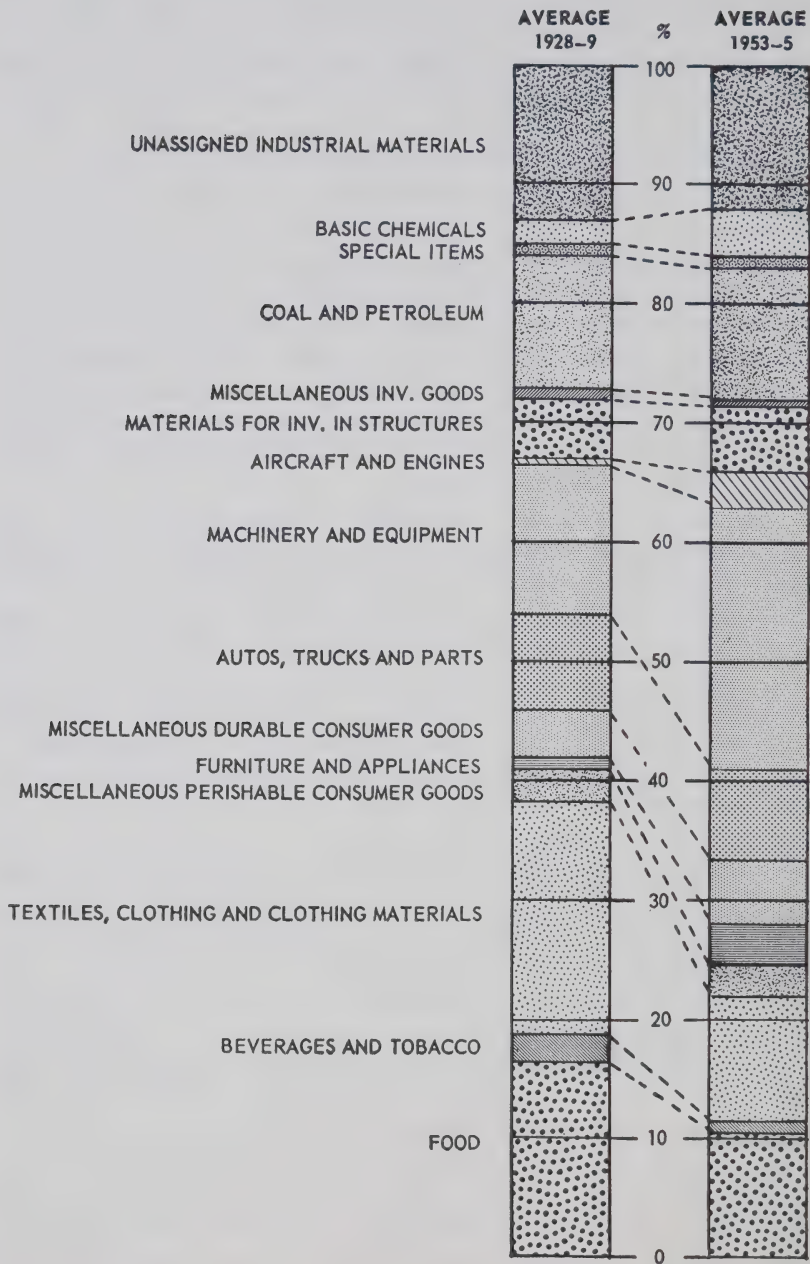 AVERAGE 1928–9 % AVERAGE 1953–5
100
UNASSIGNED INDUSTRIAL MATERIALS
90
BASIC CHEMICALS
SPECIAL ITEMS
80
COAL AND PETROLEUM
MISCELLANEOUS INV. GOODS
70
MATERIALS FOR INV. IN STRUCTURES
AIRCRAFT AND ENGINES
60
MACHINERY AND EQUIPMENT
50
AUTOS, TRUCKS AND PARTS
MISCELLANEOUS DURABLE CONSUMER GOODS
FURNITURE AND APPLIANCES
40
MISCELLANEOUS PERISHABLE CONSUMER GOODS
30
TEXTILES, CLOTHING AND CLOTHING MATERIALS
20
BEVERAGES AND TOBACCO
10
FOOD
0